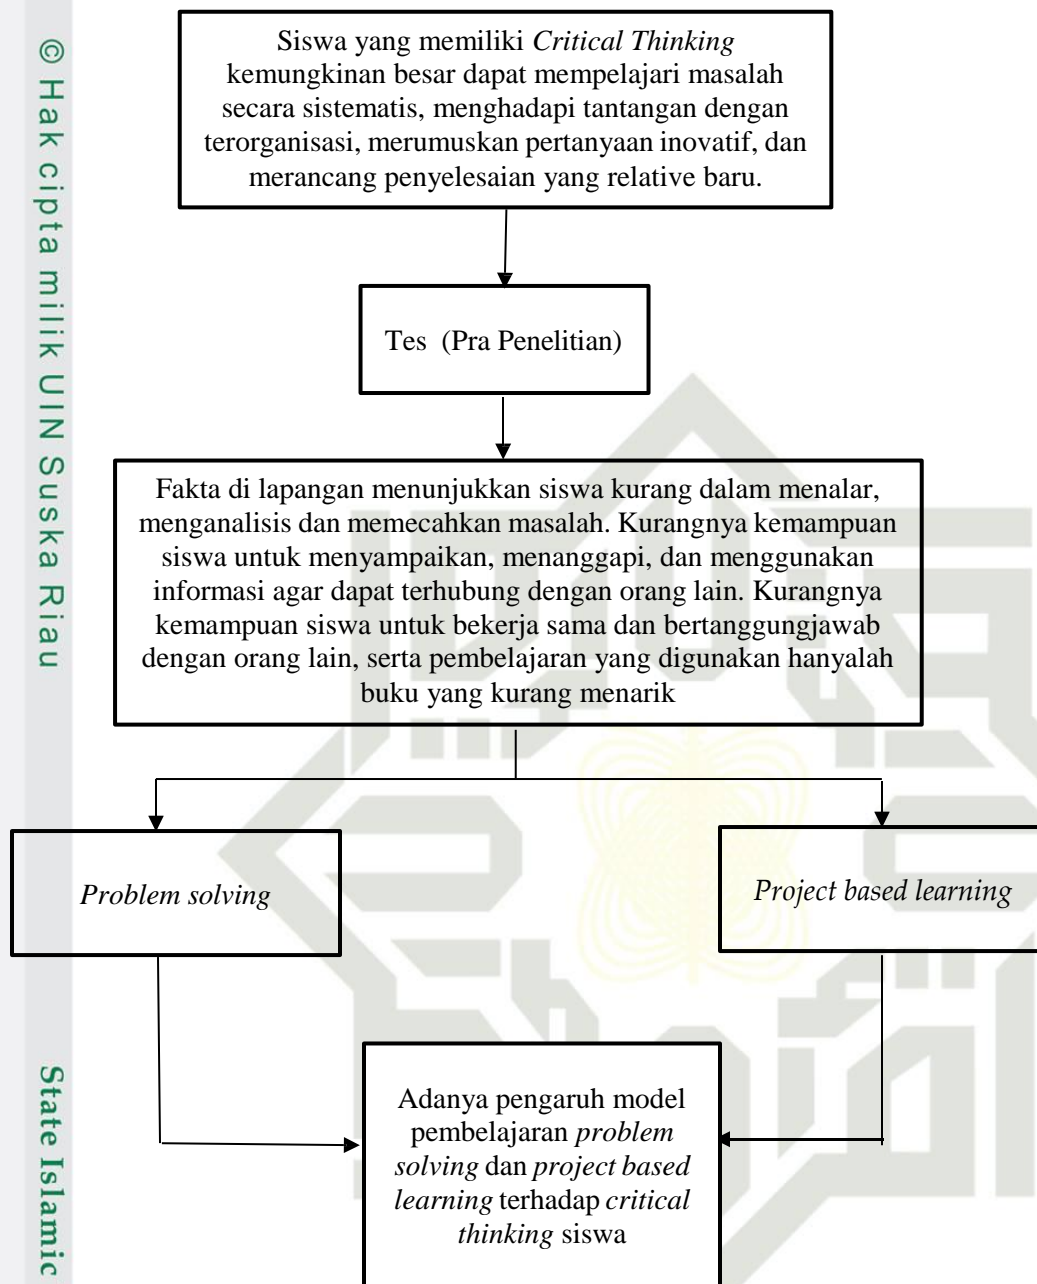 © Hak cipta milik UIN Suska Riau
State Islamic
Siswa yang memiliki Critical Thinking
kemungkinan besar dapat mempelajari masalah
secara sistematis, menghadapi tantangan dengan
terorganisasi, merumuskan pertanyaan inovatif, dan
merancang penyelesaian yang relative baru.
Tes (Pra Penelitian)
Fakta di lapangan menunjukkan siswa kurang dalam menalar,
menganalisis dan memecahkan masalah. Kurangnya kemampuan
siswa untuk menyampaikan, menanggapi, dan menggunakan
informasi agar dapat terhubung dengan orang lain. Kurangnya
kemampuan siswa untuk bekerja sama dan bertanggungjawab
dengan orang lain, serta pembelajaran yang digunakan hanyalah
buku yang kurang menarik
Problem solving
Project based learning
Adanya pengaruh model
pembelajaran problem
solving dan project based
learning terhadap critical
thinking siswa